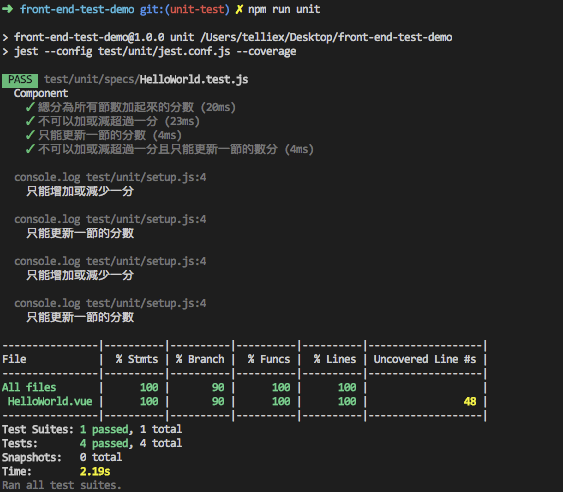 ➜ front-end-test-demo git:(unit-test) ✗ npm run unit
> front-end-test-demo@1.0.0 unit /Users/telliex/Desktop/front-end-test-demo
> jest --config test/unit/jest.conf.js --coverage
PASS test/unit/specs/HelloWorld.test.js
Component
✓ 總分為所有節數加起來的分數 (20ms)
✓ 不可以加或減超過一分 (23ms)
✓ 只能更新一節的分數 (4ms)
✓ 不可以加或減超過一分且只能更新一節的數分 (4ms)
console.log test/unit/setup.js:4
只能增加或減少一分
console.log test/unit/setup.js:4
只能更新一節的分數
console.log test/unit/setup.js:4
只能增加或減少一分
console.log test/unit/setup.js:4
只能更新一節的分數
----------------|----------|----------|----------|----------|-------------------|
File | % Stmts | % Branch | % Funcs | % Lines | Uncovered Line #s |
----------------|----------|----------|----------|----------|-------------------|
All files | 100 | 90 | 100 | 100 | |
HelloWorld.vue | 100 | 90 | 100 | 100 | 48 |
----------------|----------|----------|----------|----------|-------------------|
Test Suites: 1 passed, 1 total
Tests: 4 passed, 4 total
Snapshots: 0 total
Time: 2.19s
Ran all test suites.